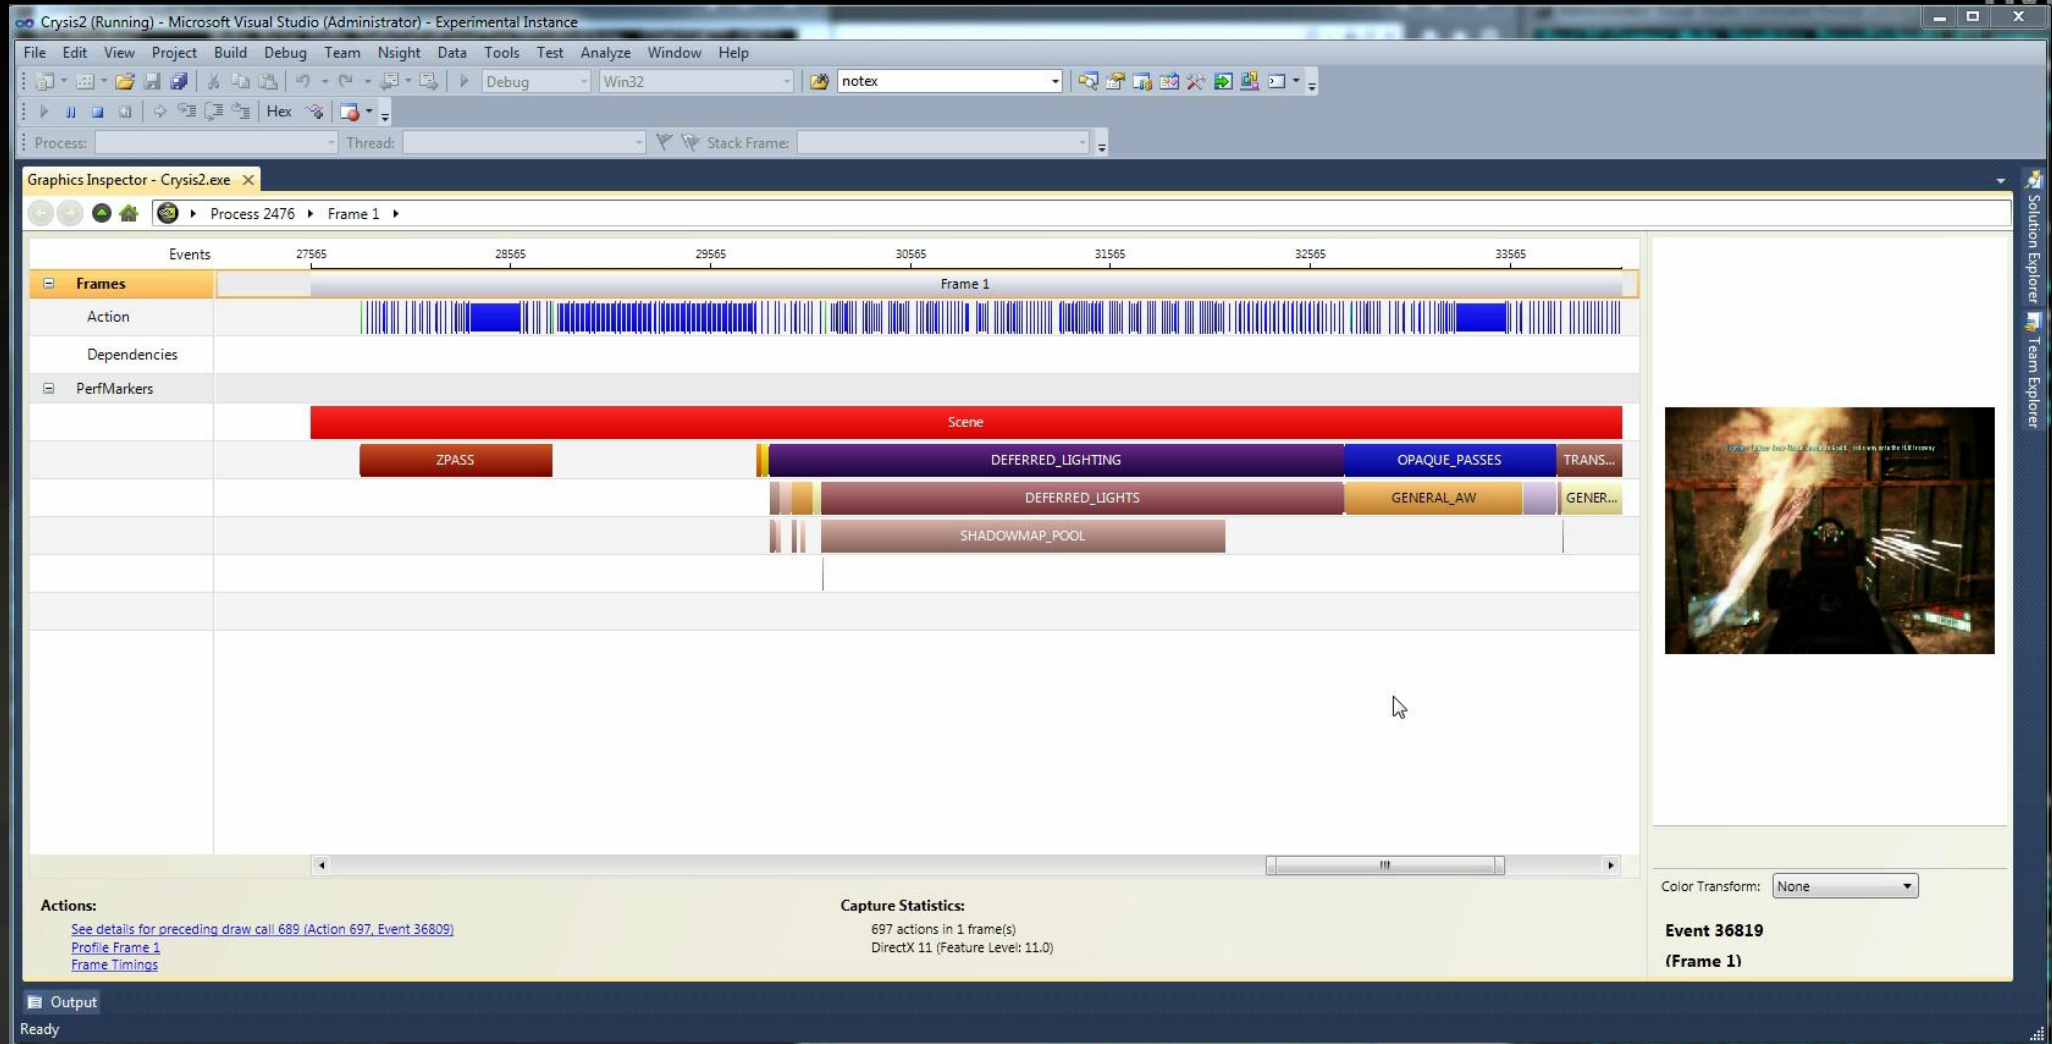 Crysis2 (Running) - Microsoft Visual Studio (Administrator) - Experimental Instance
File Edit View Project Build Debug Team Nsight Data Tools Test Analyze Window Help
Debug Win32 notex
Hex
Process: Thread: Stack Frame:
Graphics Inspector - Crysis2.exe
Process 2476 Frame 1
Events 27565 28565 29565 30565 31565 32565 33565
Frames Frame 1
Action
Dependencies
PerfMarkers
Scene
ZPASS DEFERRED_LIGHTING OPAQUE_PASSES TRANS...
DEFERRED_LIGHTS GENERAL_AW GENER...
SHADOWMAP_POOL
Solution Explorer
Team Explorer
Color Transform: None
Actions:
See details for preceding draw call 689 (Action 697, Event 36809)
Profile Frame 1
Frame Timings
Capture Statistics:
697 actions in 1 frame(s)
DirectX 11 (Feature Level: 11.0)
Event 36819
(Frame 1)
Output
Ready